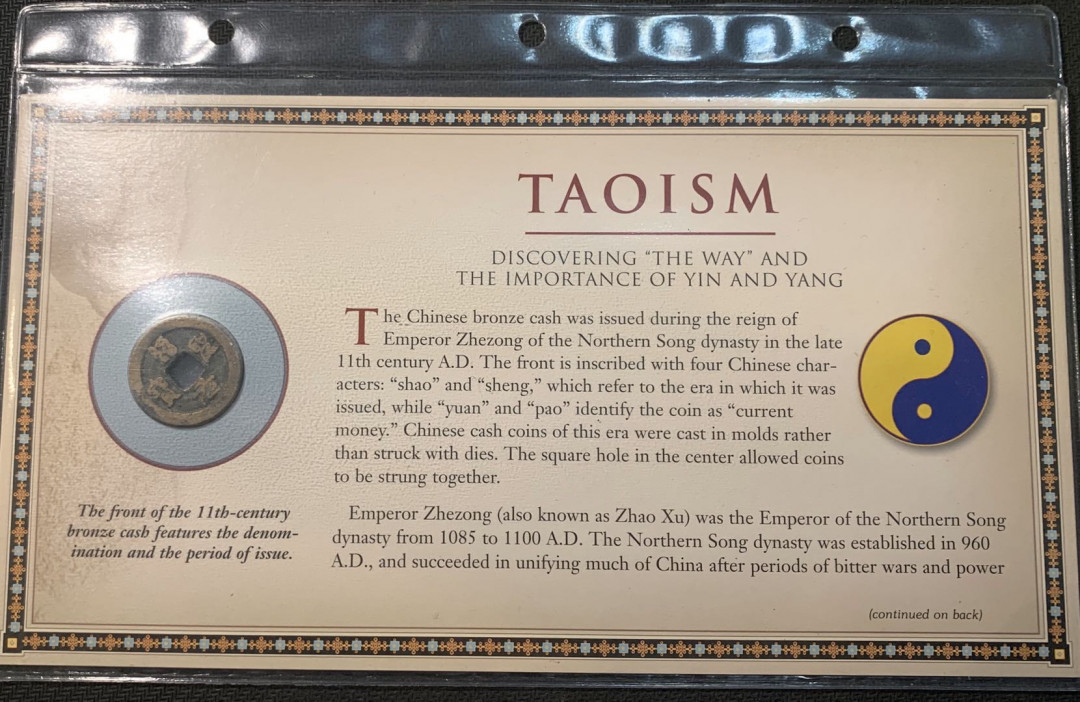 TAOISM
DISCOVERING “THE WAY” AND
THE IMPORTANCE OF YIN AND YANG
The Chinese bronze cash was issued during the reign of
Emperor Zhezong of the Northern Song dynasty in the late
11th century A.D. The front is inscribed with four Chinese char-
acters: “shao” and “sheng,” which refer to the era in which it was
issued, while “yuan” and “pao” identify the coin as “current
money.” Chinese cash coins of this era were cast in molds rather
than struck with dies. The square hole in the center allowed coins
to be strung together.
Emperor Zhezong (also known as Zhao Xu) was the Emperor of the Northern Song
dynasty from 1085 to 1100 A.D. The Northern Song dynasty was established in 960
A.D., and succeeded in unifying much of China after periods of bitter wars and power
(continued on back)
The front of the 11th-century
bronze cash features the denom-
ination and the period of issue.